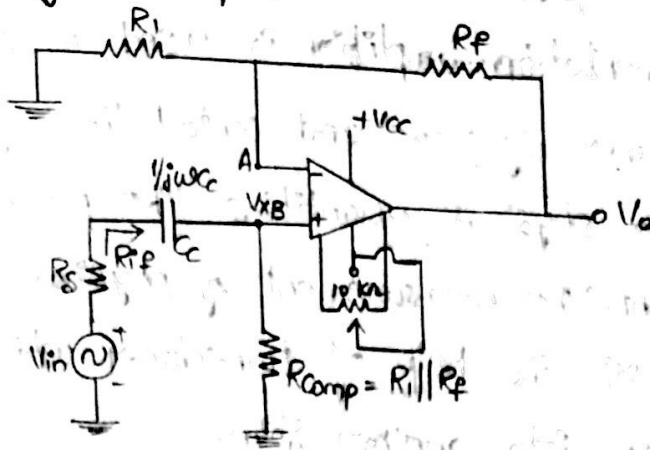 R1
Rf
+Vcc
A
1/jωCc
VxB
Cc
Rif
Rs
Vin
10 kΩ
Rcomp = R1 || Rf
Vo